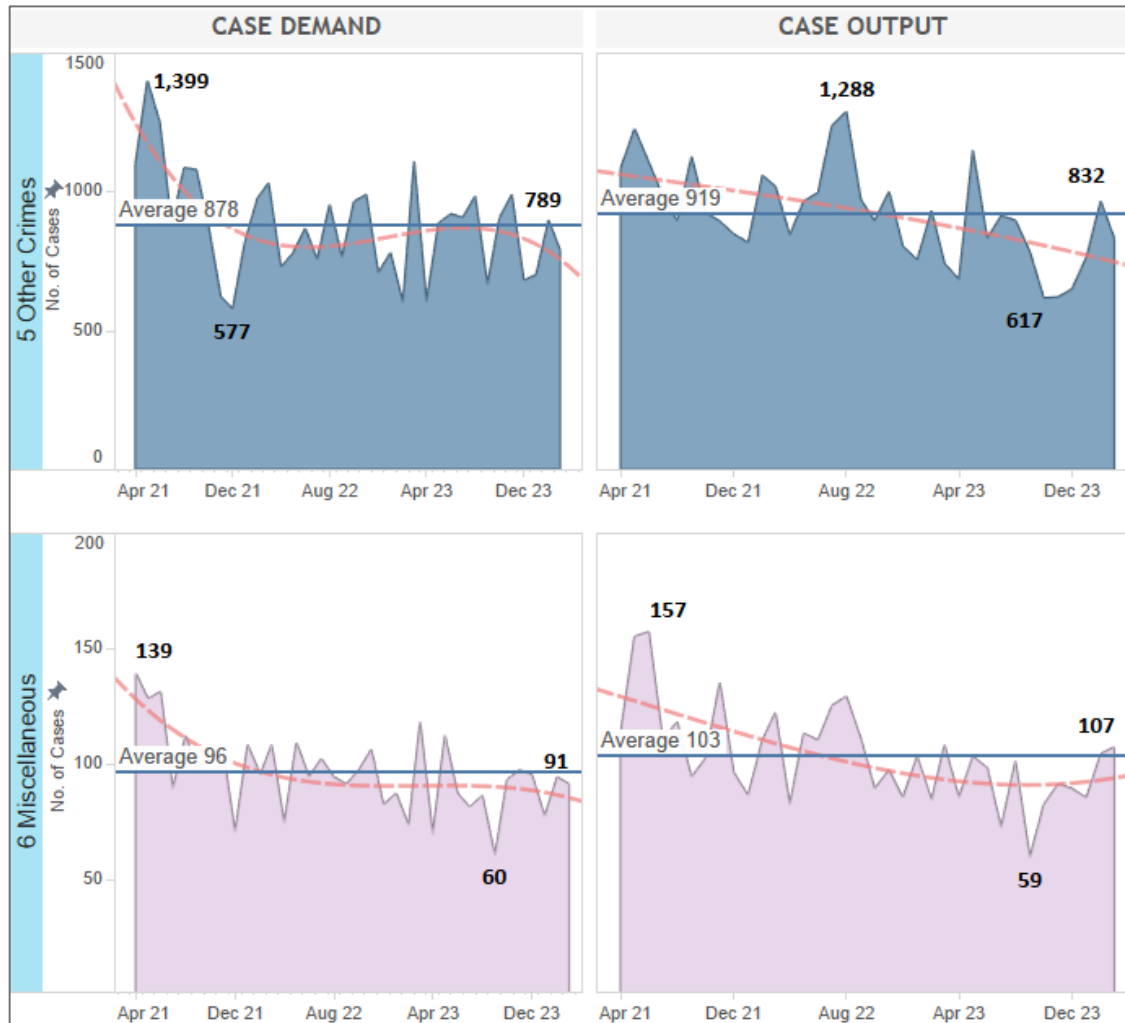 CASE DEMAND
CASE OUTPUT
5 Other Crimes
No. of Cases
1500
1000
500
0
1,399
Average 878
577
789
Apr 21 Dec 21 Aug 22 Apr 23 Dec 23
1,288
Average 919
617
832
Apr 21 Dec 21 Aug 22 Apr 23 Dec 23
6 Miscellaneous
No. of Cases
200
150
100
50
139
Average 96
60
91
Apr 21 Dec 21 Aug 22 Apr 23 Dec 23
157
Average 103
59
107
Apr 21 Dec 21 Aug 22 Apr 23 Dec 23